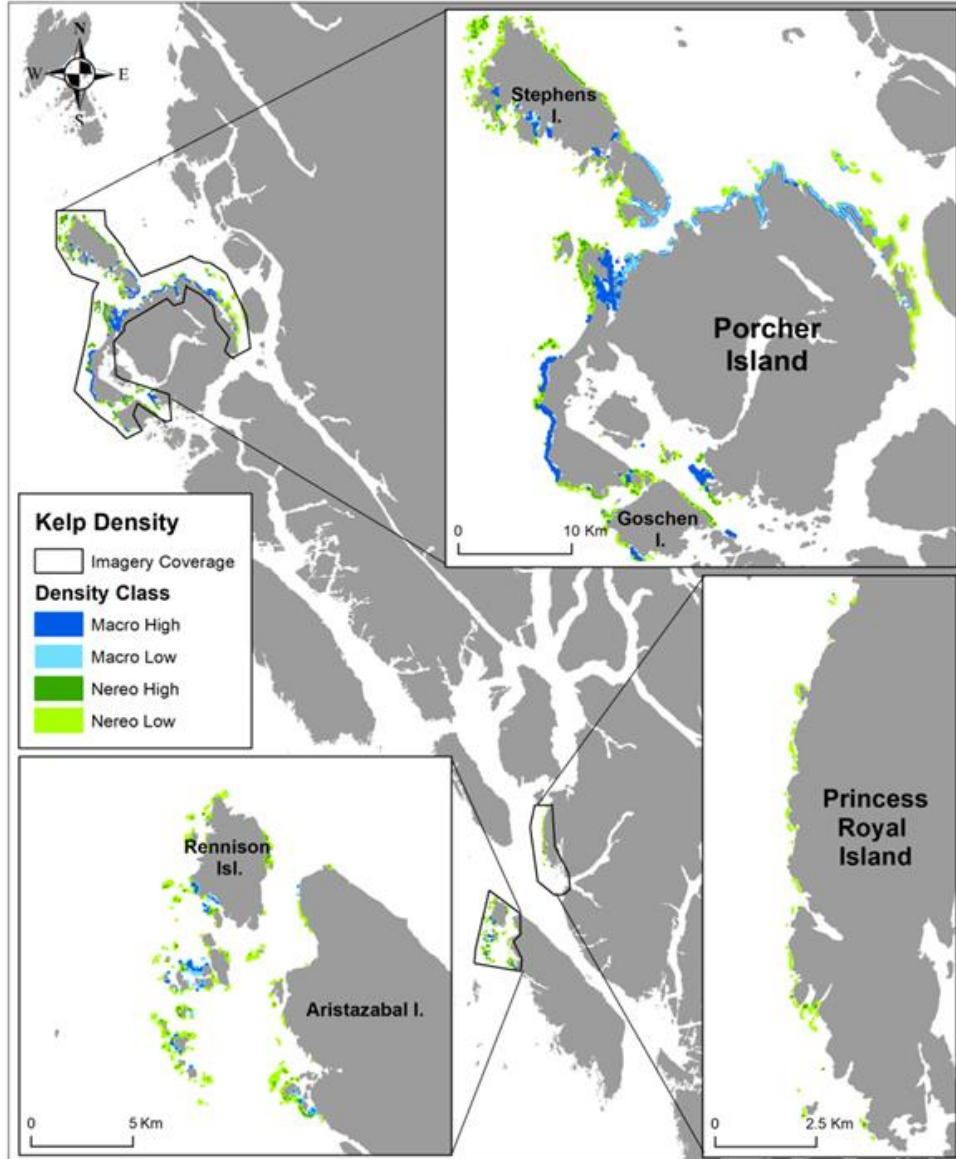 N
W E
S
Stephens
I.
Porcher
Island
Goschen
I.
0 10 Km
Kelp Density
Imagery Coverage
Density Class
Macro High
Macro Low
Nereo High
Nereo Low
Rennison
Isl.
Aristazabal I.
0 5 Km
Princess
Royal
Island
0 2.5 Km